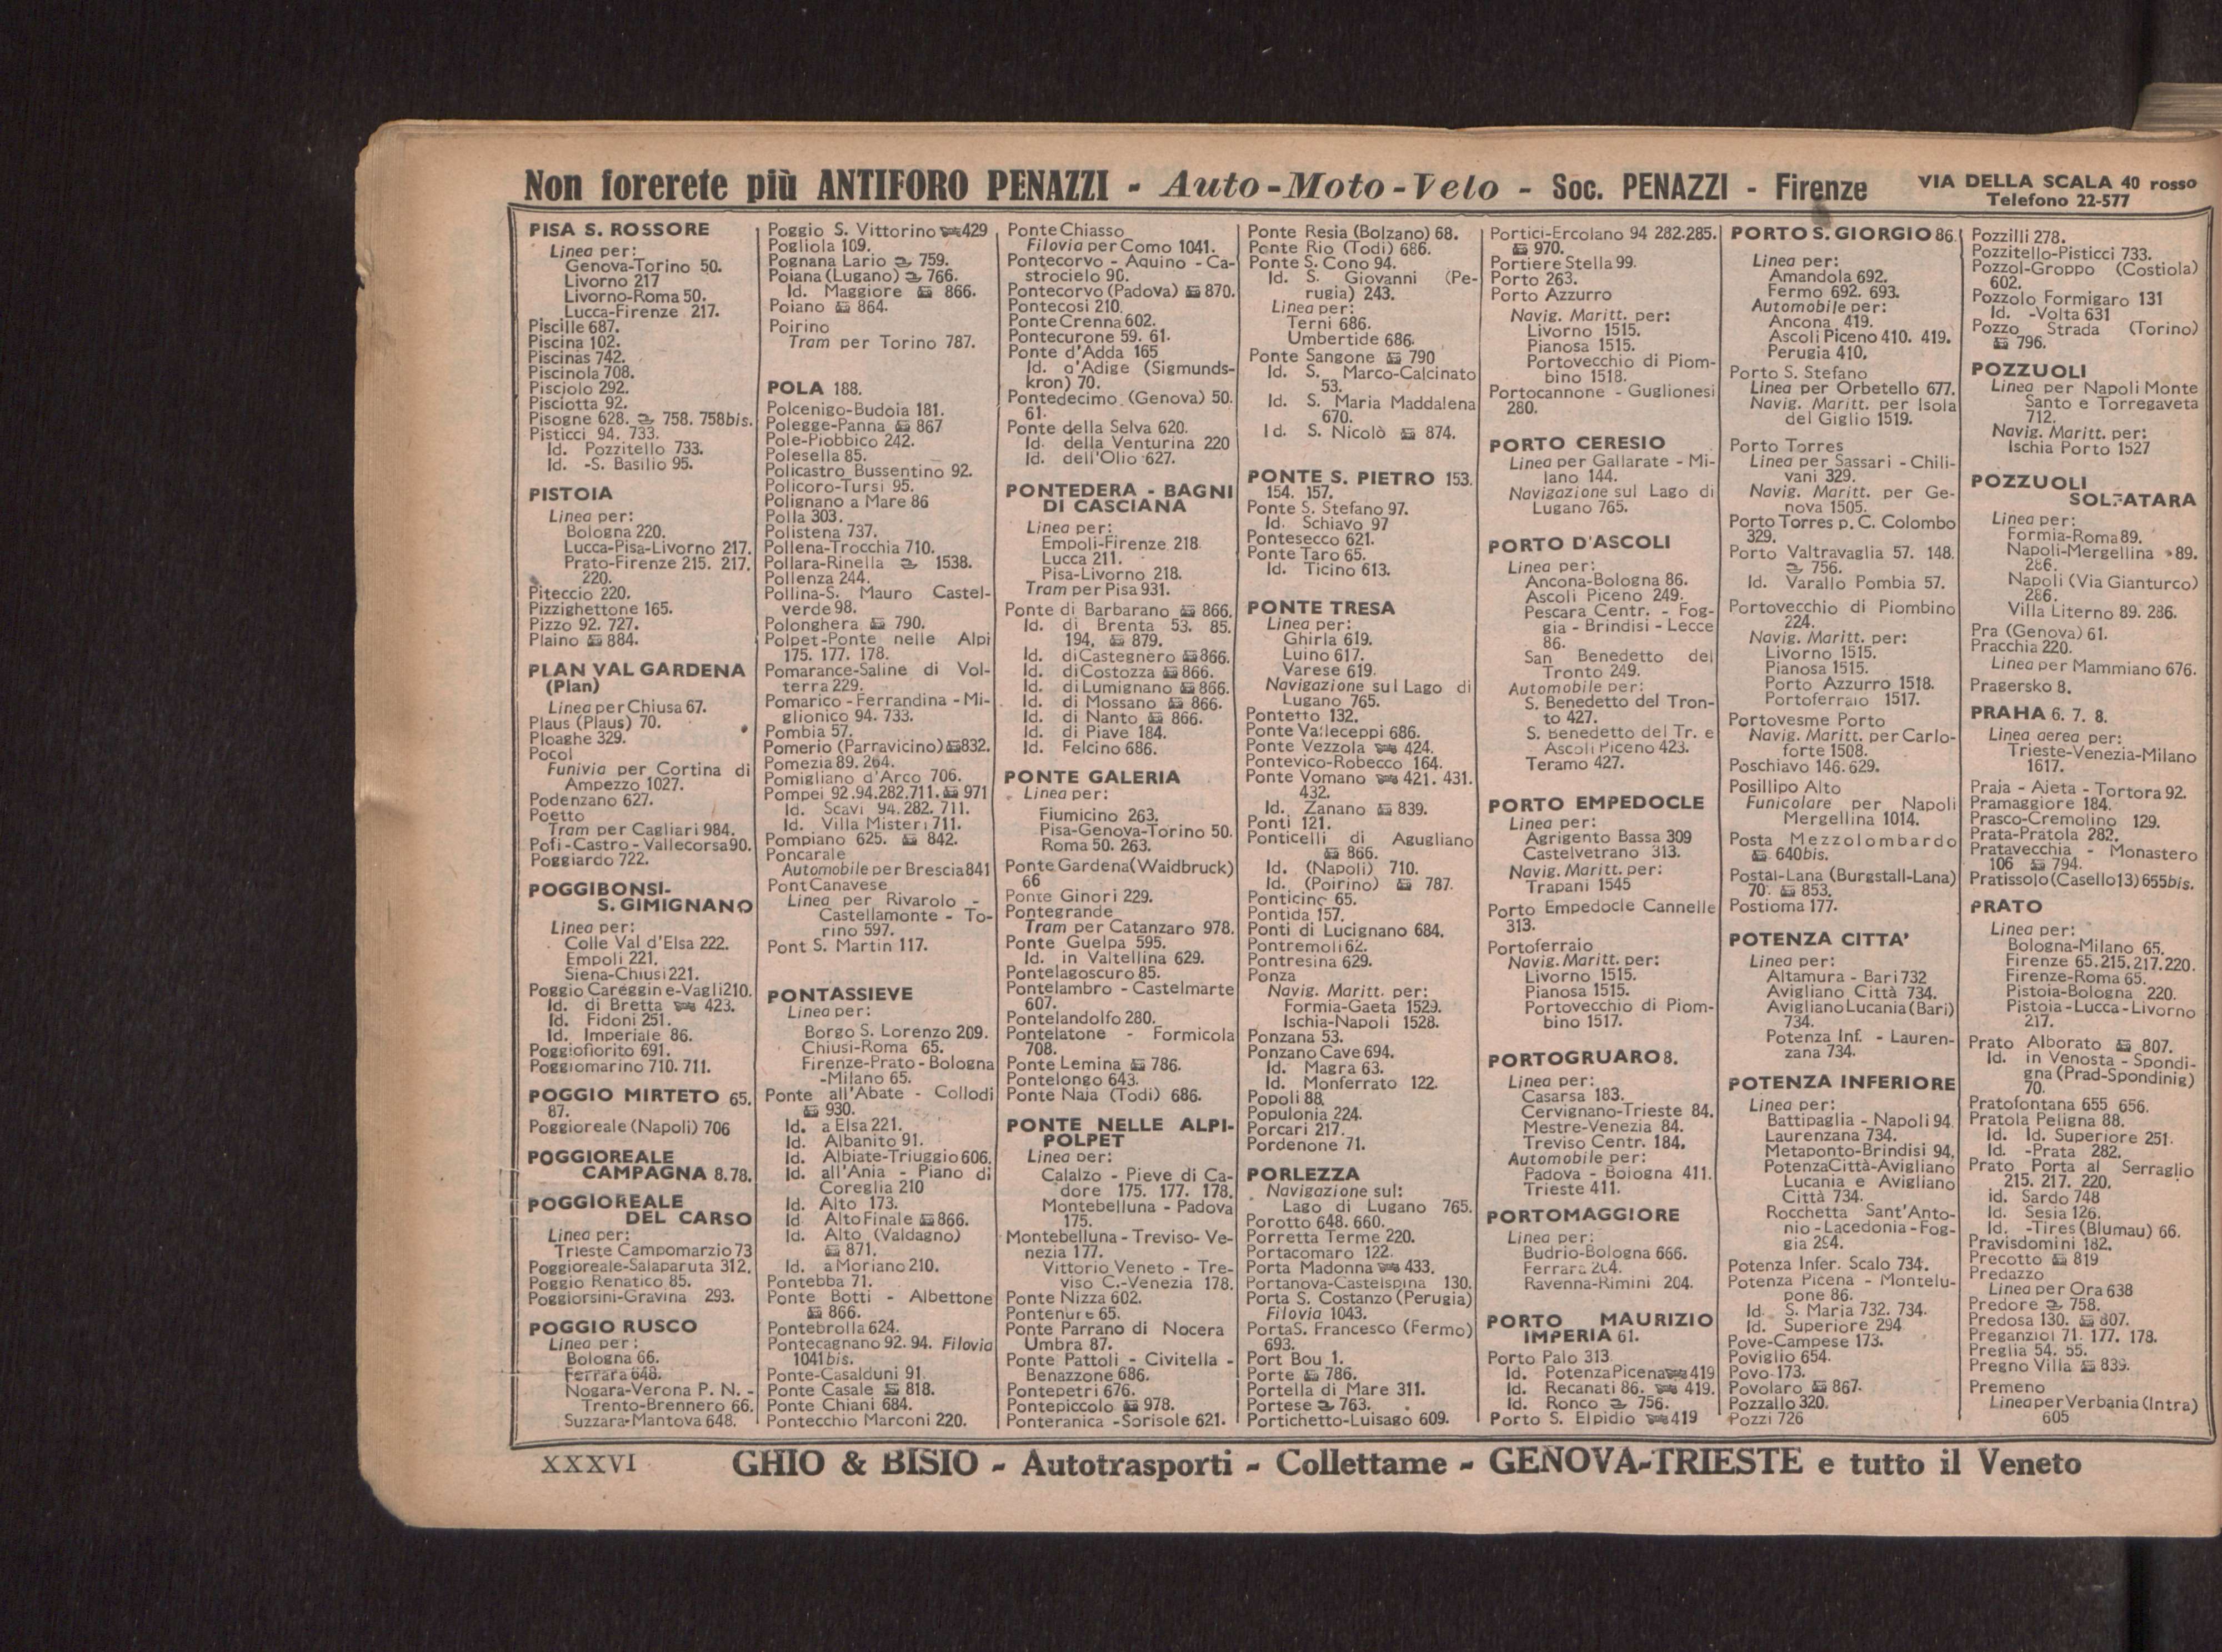 Non forerete più ANTIFORO PENAZZI - Auto-Moto-Velo - Soc. PENAZZI - Firenze VIA DELLA SCALA 40 rosso
Telefono 22-577
PISA S. ROSSORE
Linea per:
Genova-Torino 50.
Livorno 217
Livorno-Roma 50.
Lucca-Firenze 217.
Piscille 687.
Piscina 102.
Piscinas 742.
Piscinola 708.
Pisciolo 292.
Pisciotta 92.
Pisogne 628. 758. 758bis.
Pisticci 94. 733.
Id. Pozzitello 733.
Id. -S. Basilio 95.
PISTOIA
Linea per:
Bologna 220.
Lucca-Pisa-Livorno 217.
Prato-Firenze 215. 217.
220.
Piteccio 220.
Pizzighettone 165.
Pizzo 92. 727.
Plaino 884.
PLAN VAL GARDENA
(Plan)
Linea per Chiusa 67.
Plaus (Plaus) 70.
Ploaghe 329.
Pocol
Funivia per Cortina di
Ampezzo 1027.
Podenzano 627.
Poetto
Tram per Cagliari 984.
Pofi-Castro-Vallecorsa 90.
Poggiardo 722.
POGGIBONSI-
S. GIMIGNANO
Linea per:
Colle Val d'Elsa 222.
Empoli 221.
Siena-Chiusi 221.
Poggio Careggine-Vagli 210.
Id. di Bretta 423.
Id. Fidoni 251.
Id. Imperiale 86.
Poggiofiorito 691.
Poggiomarino 710. 711.
POGGIO MIRTETO 65.
87.
Poggioreale (Napoli) 706
POGGIOREALE
CAMPAGNA 8.78.
POGGIOREALE
DEL CARSO
Linea per:
Trieste Campomarzio 73
Poggioreale-Salaparuta 312.
Poggio Renatico 85.
Poggiorsini-Gravina 293.
POGGIO RUSCO
Linea per:
Bologna 66.
Ferrara 648.
Nogara-Verona P. N. -
Trento-Brennero 66.
Suzzara-Mantova 648.
Poggio S. Vittorino 429
Pogliola 109.
Pognana Lario 759.
Poiana (Lugano) 766.
Id. Maggiore 866.
Poiano 864.
Poirino
Tram per Torino 787.
POLA 188.
Polcenigo-Budoia 181.
Polegge-Panna 867
Pole-Piobbico 242.
Polesella 85.
Policastro Bussentino 92.
Policoro-Tursi 95.
Polignano a Mare 86
Polla 303.
Polistena 737.
Pollena-Trocchia 710.
Pollara-Rinella 1538.
Pollenza 244.
Pollina-S. Mauro Castel-
verde 98.
Polonghera 790.
Polpet-Ponte nelle Alpi
175. 177. 178.
Pomarance-Saline di Vol-
terra 229.
Pomarico - Ferrandina - Mi-
glionico 94. 733.
Pombia 57.
Pomerio (Parravicino) 832.
Pomezia 89. 264.
Pomigliano d'Arco 706.
Pompei 92.94.282.711. 971
Id. Scavi 94. 282. 711.
Id. Villa Misteri 711.
Pompiano 625. 842.
Poncarale
Automobile per Brescia 841
Pont Canavese
Linea per Rivarolo -
Castellamonte - To-
rino 597.
Pont S. Martin 117.
PONTASSIEVE
Linea per:
Borgo S. Lorenzo 209.
Chiusi-Roma 65.
Firenze-Prato - Bologna
-Milano 65.
Ponte all'Abate - Collodi
930.
Id. a Elsa 221.
Id. Albanito 91.
Id. Albiate-Triuggio 606.
Id. all'Ania - Piano di
Coreglia 210
Id. Alto 173.
Id Alto Finale 866.
Id. Alto (Valdagno)
871.
Id. a Moriano 210.
Pontebba 71.
Ponte Botti - Albettone
866.
Pontebrolla 624.
Pontecagnano 92. 94. Filovia
1041bis.
Ponte-Casalduni 91.
Ponte Casale 818.
Ponte Chiani 684.
Pontecchio Marconi 220.
Ponte Chiasso
Filovia per Como 1041.
Pontecorvo - Aquino - Ca-
strocielo 90.
Pontecorvo (Padova) 870.
Pontecosi 210.
Ponte Crenna 602.
Pontecurone 59. 61.
Ponte d'Adda 165
Id. d'Adige (Sigmunds-
kron) 70.
Pontedecimo (Genova) 50.
61.
Ponte della Selva 620.
Id. della Venturina 220
Id. dell'Olio 627.
PONTEDERA - BAGNI
DI CASCIANA
Linea per:
Empoli-Firenze 218.
Lucca 211.
Pisa-Livorno 218.
Tram per Pisa 931.
Ponte di Barbarano 866.
Id. di Brenta 53. 85.
194. 879.
Id. di Castegnero 866.
Id. di Costozza 866.
Id. di Lumignano 866.
Id. di Mossano 866.
Id. di Nanto 866.
Id. di Piave 184.
Id. Felcino 686.
PONTE GALERIA
Linea per:
Fiumicino 263.
Pisa-Genova-Torino 50.
Roma 50. 263.
Ponte Gardena (Waidbruck)
66
Ponte Ginori 229.
Pontegrande
Tram per Catanzaro 978.
Ponte Guelpa 595.
Id. in Valtellina 629.
Pontelagoscuro 85.
Pontelambro - Castelmarte
607.
Pontelandolfo 280.
Pontelatone - Formicola
708.
Ponte Lemina 786.
Pontelongo 643.
Ponte Naja (Todi) 686.
PONTE NELLE ALPI-
POLPET
Linea per:
Calalzo - Pieve di Ca-
dore 175. 177. 178.
Montebelluna - Padova
175.
Montebelluna - Treviso- Ve-
nezia 177.
Vittorio Veneto - Tre-
viso C.-Venezia 178.
Ponte Nizza 602.
Pontenure 65.
Ponte Parrano di Nocera
Umbra 87.
Ponte Pattoli - Civitella -
Benazzone 686.
Pontepetri 676.
Pontepiccolo 978.
Ponteranica -Sorisole 621.
Ponte Resia (Bolzano) 68.
Ponte Rio (Todi) 686.
Ponte S. Cono 94.
Id. S. Giovanni (Pe-
rugia) 243.
Linea per:
Terni 686.
Umbertide 686.
Ponte Sangone 790
Id. S. Marco-Calcinato
53.
Id. S. Maria Maddalena
670.
Id. S. Nicolò 874.
PONTE S. PIETRO 153.
154. 157.
Ponte S. Stefano 97.
Id. Schiavo 97
Pontesecco 621.
Ponte Taro 65.
Id. Ticino 613.
PONTE TRESA
Linea per:
Ghirla 619.
Luino 617.
Varese 619.
Navigazione sul Lago di
Lugano 765.
Pontetto 132.
Ponte Valleceppi 686.
Ponte Vezzola 424.
Pontevico-Robecco 164.
Ponte Vomano 421. 431.
432.
Id. Zanano 839.
Ponti 121.
Ponticelli di Agugliano
866.
Id. (Napoli) 710.
Id. (Poirino) 787.
Ponticino 65.
Pontida 157.
Ponti di Lucignano 684.
Pontremoli 62.
Pontresina 629.
Ponza
Navig. Maritt. per:
Formia-Gaeta 1529.
Ischia-Napoli 1528.
Ponzana 53.
Ponzano Cave 694.
Id. Magra 63.
Id. Monferrato 122.
Popoli 88.
Populonia 224.
Porcari 217.
Pordenone 71.
PORLEZZA
Navigazione sul:
Lago di Lugano 765.
Porotto 648. 660.
Porretta Terme 220.
Portacomaro 122.
Porta Madonna 433.
Portanova-Castelspina 130.
Porta S. Costanzo (Perugia)
Filovia 1043.
Porta S. Francesco (Fermo)
693.
Port Bou 1.
Porte 786.
Portella di Mare 311.
Portese 763.
Portichetto-Luisago 609.
Portici-Ercolano 94 282.285.
970.
Portiere Stella 99.
Porto 263.
Porto Azzurro
Navig. Maritt. per:
Livorno 1515.
Pianosa 1515.
Portovecchio di Piom-
bino 1518.
Portocannone - Guglionesi
280.
PORTO CERESIO
Linea per Gallarate - Mi-
lano 144.
Navigazione sul Lago di
Lugano 765.
PORTO D'ASCOLI
Linea per:
Ancona-Bologna 86.
Ascoli Piceno 249.
Pescara Centr. - Fog-
gia - Brindisi - Lecce
86.
San Benedetto del
Tronto 249.
Automobile per:
S. Benedetto del Tron-
to 427.
S. Benedetto del Tr. e
Ascoli Piceno 423.
Teramo 427.
PORTO EMPEDOCLE
Linea per:
Agrigento Bassa 309
Castelvetrano 313.
Navig. Maritt. per:
Trapani 1545
Porto Empedocle Cannelle
313.
Portoferraio
Navig. Maritt. per:
Livorno 1515.
Pianosa 1515.
Portovecchio di Piom-
bino 1517.
PORTOGRUARO 8.
Linea per:
Casarsa 183.
Cervignano-Trieste 84.
Mestre-Venezia 84.
Treviso Centr. 184.
Automobile per:
Padova - Bologna 411.
Trieste 411.
PORTOMAGGIORE
Linea per:
Budrio-Bologna 666.
Ferrara 204.
Ravenna-Rimini 204.
PORTO MAURIZIO
IMPERIA 61.
Porto Palo 313.
Id. Potenza Picena 419
Id. Recanati 86. 419.
Id. Ronco 756.
Porto S. Elpidio 419
PORTO S. GIORGIO 86.
Linea per:
Amandola 692.
Fermo 692. 693.
Automobile per:
Ancona 419.
Ascoli Piceno 410. 419.
Perugia 410.
Porto S. Stefano
Linea per Orbetello 677.
Navig. Maritt. per Isola
del Giglio 1519.
Porto Torres
Linea per Sassari - Chili-
vani 329.
Navig. Maritt. per Ge-
nova 1505.
Porto Torres p. C. Colombo
329.
Porto Valtravaglia 57. 148.
756.
Id. Varallo Pombia 57.
Portovecchio di Piombino
224.
Navig. Maritt. per:
Livorno 1515.
Pianosa 1515.
Porto Azzurro 1518.
Portoferraio 1517.
Portovesme Porto
Navig. Maritt. per Carlo-
forte 1508.
Poschiavo 146. 629.
Posillipo Alto
Funicolare per Napoli
Mergellina 1014.
Posta Mezzolombardo
640bis.
Postal-Lana (Burgstall-Lana)
70. 853.
Postioma 177.
POTENZA CITTA'
Linea per:
Altamura - Bari 732
Avigliano Città 734.
Avigliano Lucania (Bari)
734.
Potenza Inf. - Lauren-
zana 734.
POTENZA INFERIORE
Linea per:
Battipaglia - Napoli 94.
Laurenzana 734.
Metaponto-Brindisi 94.
Potenza Città-Avigliano
Lucania e Avigliano
Città 734.
Rocchetta Sant'Anto-
nio - Lacedonia - Fog-
gia 294.
Potenza Infer. Scalo 734.
Potenza Picena - Montelu-
pone 86.
Id. S. Maria 732. 734.
Id. Superiore 294
Pove-Campese 173.
Poviglio 654.
Povo 173.
Povolaro 867.
Pozzallo 320.
Pozzi 726
Pozzilli 278.
Pozzitello-Pisticci 733.
Pozzol-Groppo (Costiola)
602.
Pozzolo Formigaro 131
Id. -Volta 631
Pozzo Strada (Torino)
796.
POZZUOLI
Linea per Napoli Monte
Santo e Torregaveta
712.
Navig. Maritt. per:
Ischia Porto 1527
POZZUOLI
SOLFATARA
Linea per:
Formia-Roma 89.
Napoli-Mergellina 89.
286.
Napoli (Via Gianturco)
286.
Villa Literno 89. 286.
Pra (Genova) 61.
Pracchia 220.
Linea per Mammiano 676.
Pragersko 8.
PRAHA 6. 7. 8.
Linea aerea per:
Trieste-Venezia-Milano
1617.
Praja - Ajeta - Tortora 92.
Pramaggiore 184.
Prasco-Cremolino 129.
Prata-Pratola 282.
Pratavecchia - Monastero
106 794.
Pratissolo (Casello 13) 655bis.
PRATO
Linea per:
Bologna-Milano 65.
Firenze 65.215.217.220.
Firenze-Roma 65.
Pistoia-Bologna 220.
Pistoia-Lucca-Livorno
217.
Prato Alborato 807.
Id. in Venosta - Spondi-
gna (Prad-Spondinig)
70.
Pratofontana 655 656.
Pratola Peligna 88.
Id. Id. Superiore 251.
Id. -Prata 282.
Prato Porta al Serraglio
215. 217. 220.
id. Sardo 748
Id. Sesia 126.
Id. -Tires (Blumau) 66.
Pravisdomini 182.
Precotto 819
Predazzo
Linea per Ora 638
Predore 758.
Predosa 130. 807.
Preganziol 71. 177. 178.
Preglia 54. 55.
Pregno Villa 839.
Premeno
Linea per Verbania (Intra)
605
XXXVI GHIO & BISIO - Autotrasporti - Collettame - GENOVA-TRIESTE e tutto il Veneto